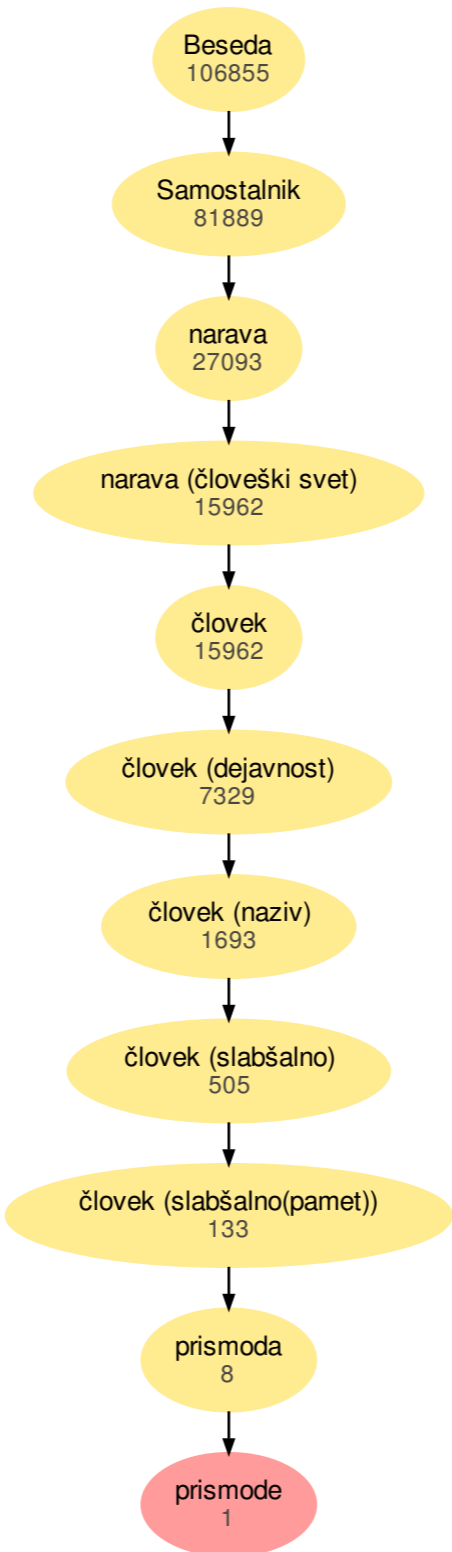 Beseda
106855
Samostalnik
81889
narava
27093
narava (človeški svet)
15962
človek
15962
človek (dejavnost)
7329
človek (naziv)
1693
človek (slabšalno)
505
človek (slabšalno(pamet))
133
prismoda
8
prismode
1